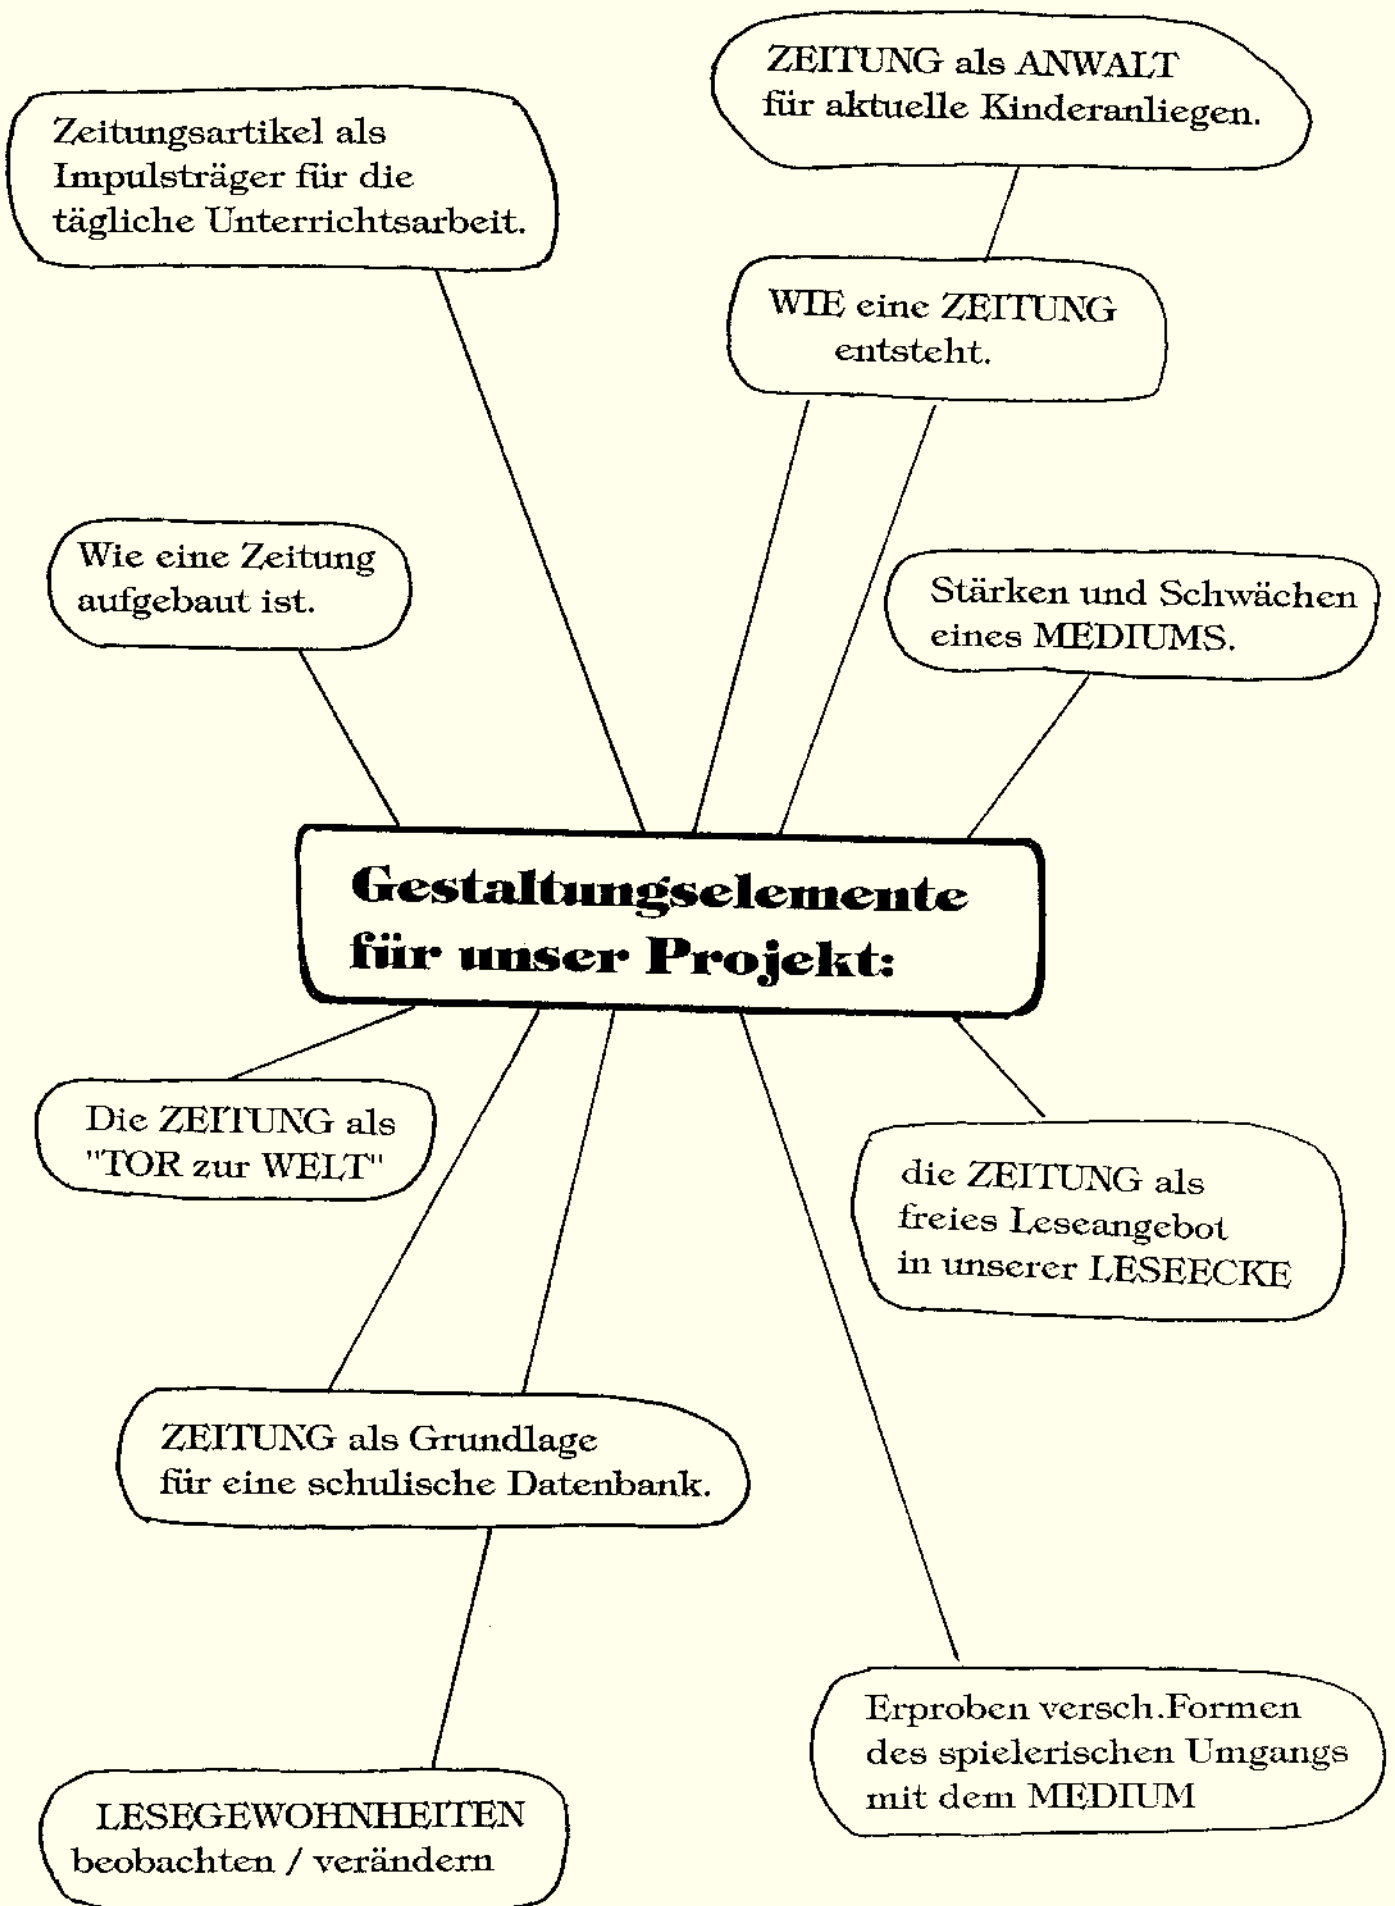 ZEITUNG als ANWALT
für aktuelle Kinderanliegen.
Zeitungsartikel als
Impulsträger für die
tägliche Unterrichtsarbeit.
WIE eine ZEITUNG
entsteht.
Wie eine Zeitung
aufgebaut ist.
Stärken und Schwächen
eines MEDIUMS.
Gestaltungselemente
für unser Projekt:
Die ZEITUNG als
"TOR zur WELT"
die ZEITUNG als
freies Leseangebot
in unserer LESEECKE
ZEITUNG als Grundlage
für eine schulische Datenbank.
Erproben versch.Formen
des spielerischen Umgangs
mit dem MEDIUM
LESEGEWOHNHEITEN
beobachten / verändern